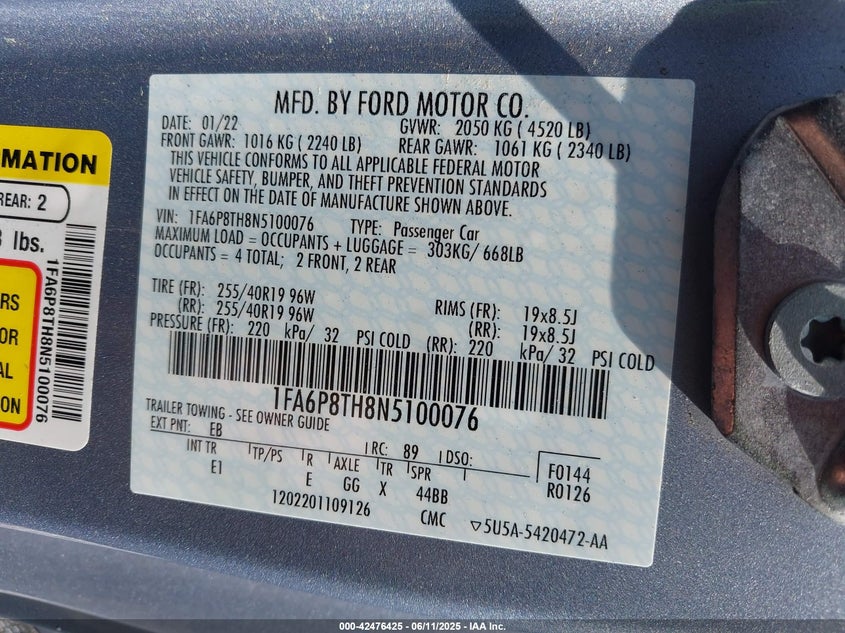 MFD. BY FORD MOTOR CO.
DATE: 01/22 GVWR: 2050 KG ( 4520 LB)
FRONT GAWR: 1016 KG ( 2240 LB) REAR GAWR: 1061 KG ( 2340 LB)
THIS VEHICLE CONFORMS TO ALL APPLICABLE FEDERAL MOTOR
VEHICLE SAFETY, BUMPER, AND THEFT PREVENTION STANDARDS
IN EFFECT ON THE DATE OF MANUFACTURE SHOWN ABOVE.
VIN: 1FA6P8TH8N5100076 TYPE: Passenger Car
MAXIMUM LOAD = OCCUPANTS + LUGGAGE = 303KG/ 668LB
OCCUPANTS = 4 TOTAL; 2 FRONT, 2 REAR
TIRE (FR): 255/40R19 96W RIMS (FR): 19x8.5J
(RR): 255/40R19 96W (RR): 19x8.5J
PRESSURE (FR): 220 kPa/ 32 PSI COLD (RR): 220 kPa/ 32 PSI COLD
1FA6P8TH8N5100076
TRAILER TOWING - SEE OWNER GUIDE
EXT PNT: EB RC: 89 DSO: F0144
INT TR TP/PS R AXLE TR SPR R0126
E1 E GG X 44BB
1202201109126 CMC ▽5U5A-5420472-AA
MATION
REAR: 2
lbs.
1FA6P8TH8N5100076
RS
OR
AL
ON
000-42476425 - 06/11/2025 - IAA Inc.